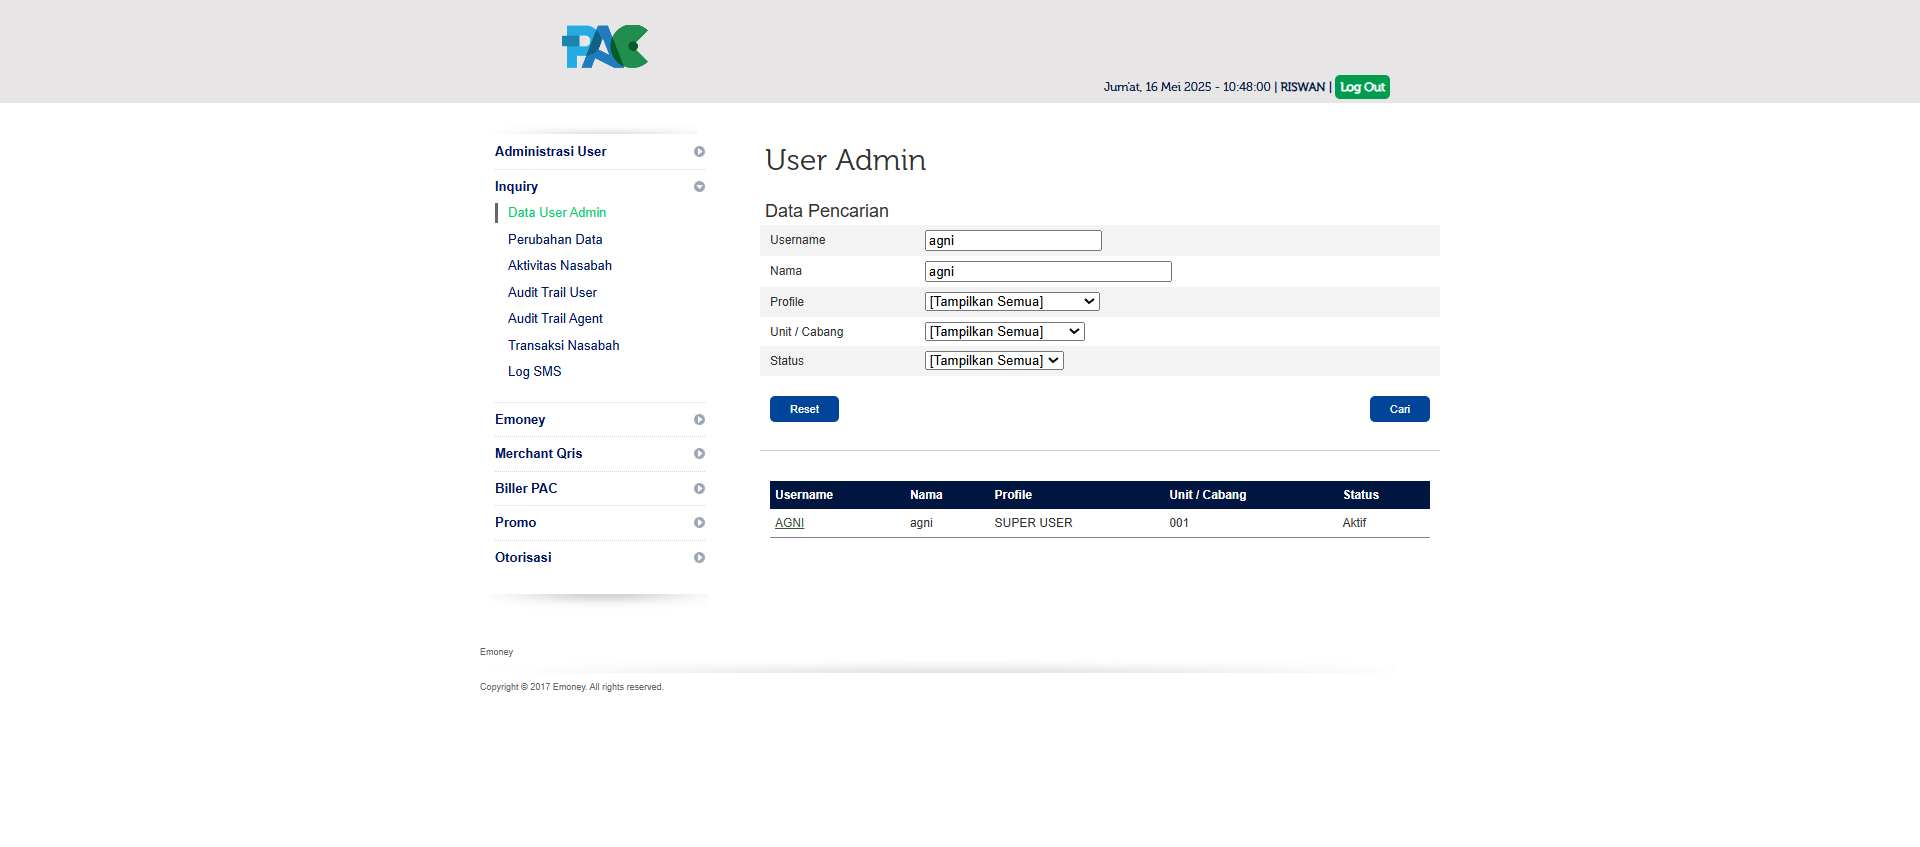 PAC
Jum'at, 16 Mei 2025 - 10:48:00 | RISWAN | Log Out
Administrasi User
Inquiry
Data User Admin
Perubahan Data
Aktivitas Nasabah
Audit Trail User
Audit Trail Agent
Transaksi Nasabah
Log SMS
Emoney
Merchant Qris
Biller PAC
Promo
Otorisasi
User Admin
Data Pencarian
Username agni
Nama agni
Profile [Tampilkan Semua]
Unit / Cabang [Tampilkan Semua]
Status [Tampilkan Semua]
Reset Cari
Username Nama Profile Unit / Cabang Status
AGNI agni SUPER USER 001 Aktif
Emoney
Copyright © 2017 Emoney. All rights reserved.